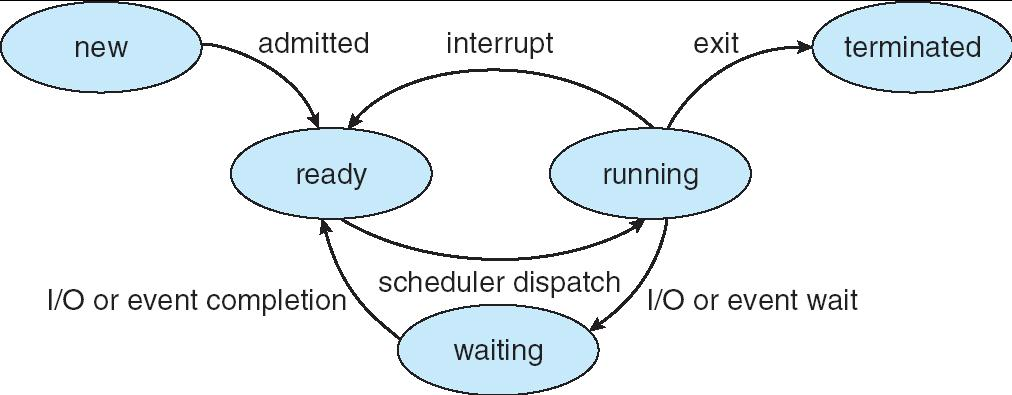 new
admitted
interrupt
exit
terminated
ready
running
scheduler dispatch
I/O or event completion
I/O or event wait
waiting